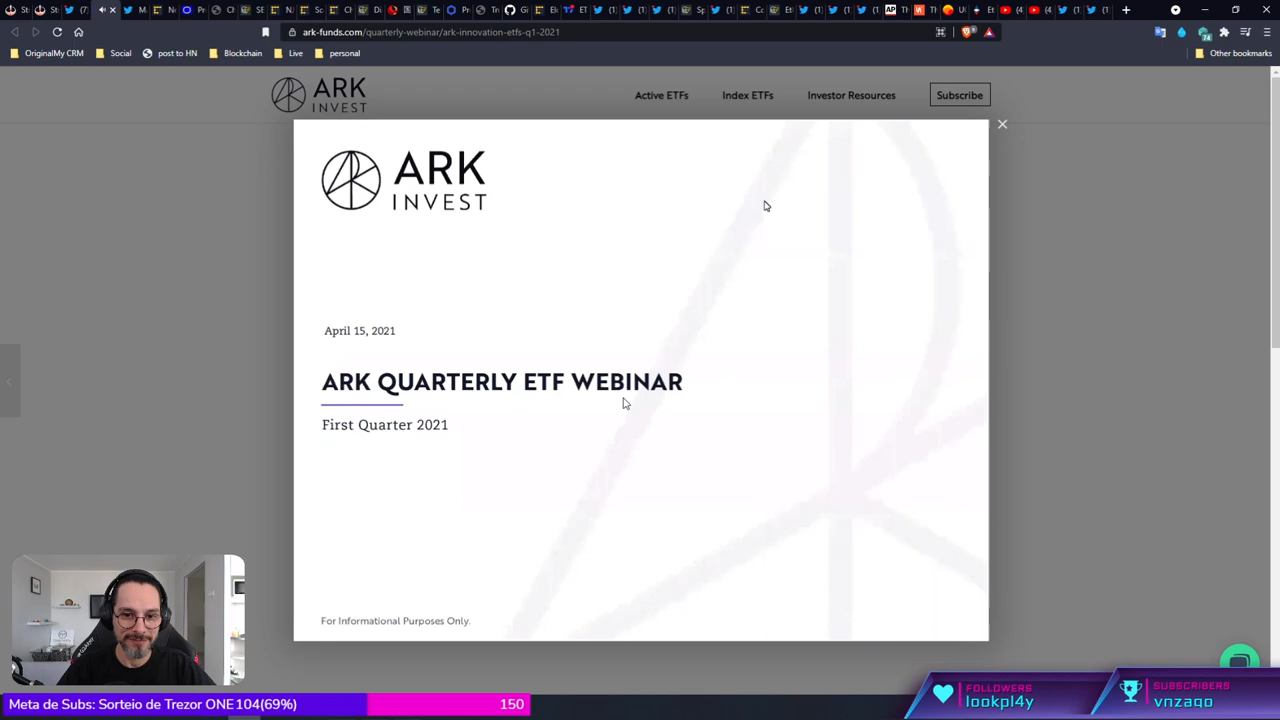 ark-funds.com/quarterly-webinar/ark-innovation-etfs-q1-2021
OriginalMy CRM
Social
post to HN
Blockchain
Live
personal
Other bookmarks
ARK
INVEST
Active ETFs
Index ETFs
Investor Resources
Subscribe
ARK
INVEST
April 15, 2021
ARK QUARTERLY ETF WEBINAR
First Quarter 2021
For Informational Purposes Only.
Meta de Subs: Sorteio de Trezor ONE 104(69%)
150
FOLLOWERS
lookpl4y
SUBSCRIBERS
vnzago